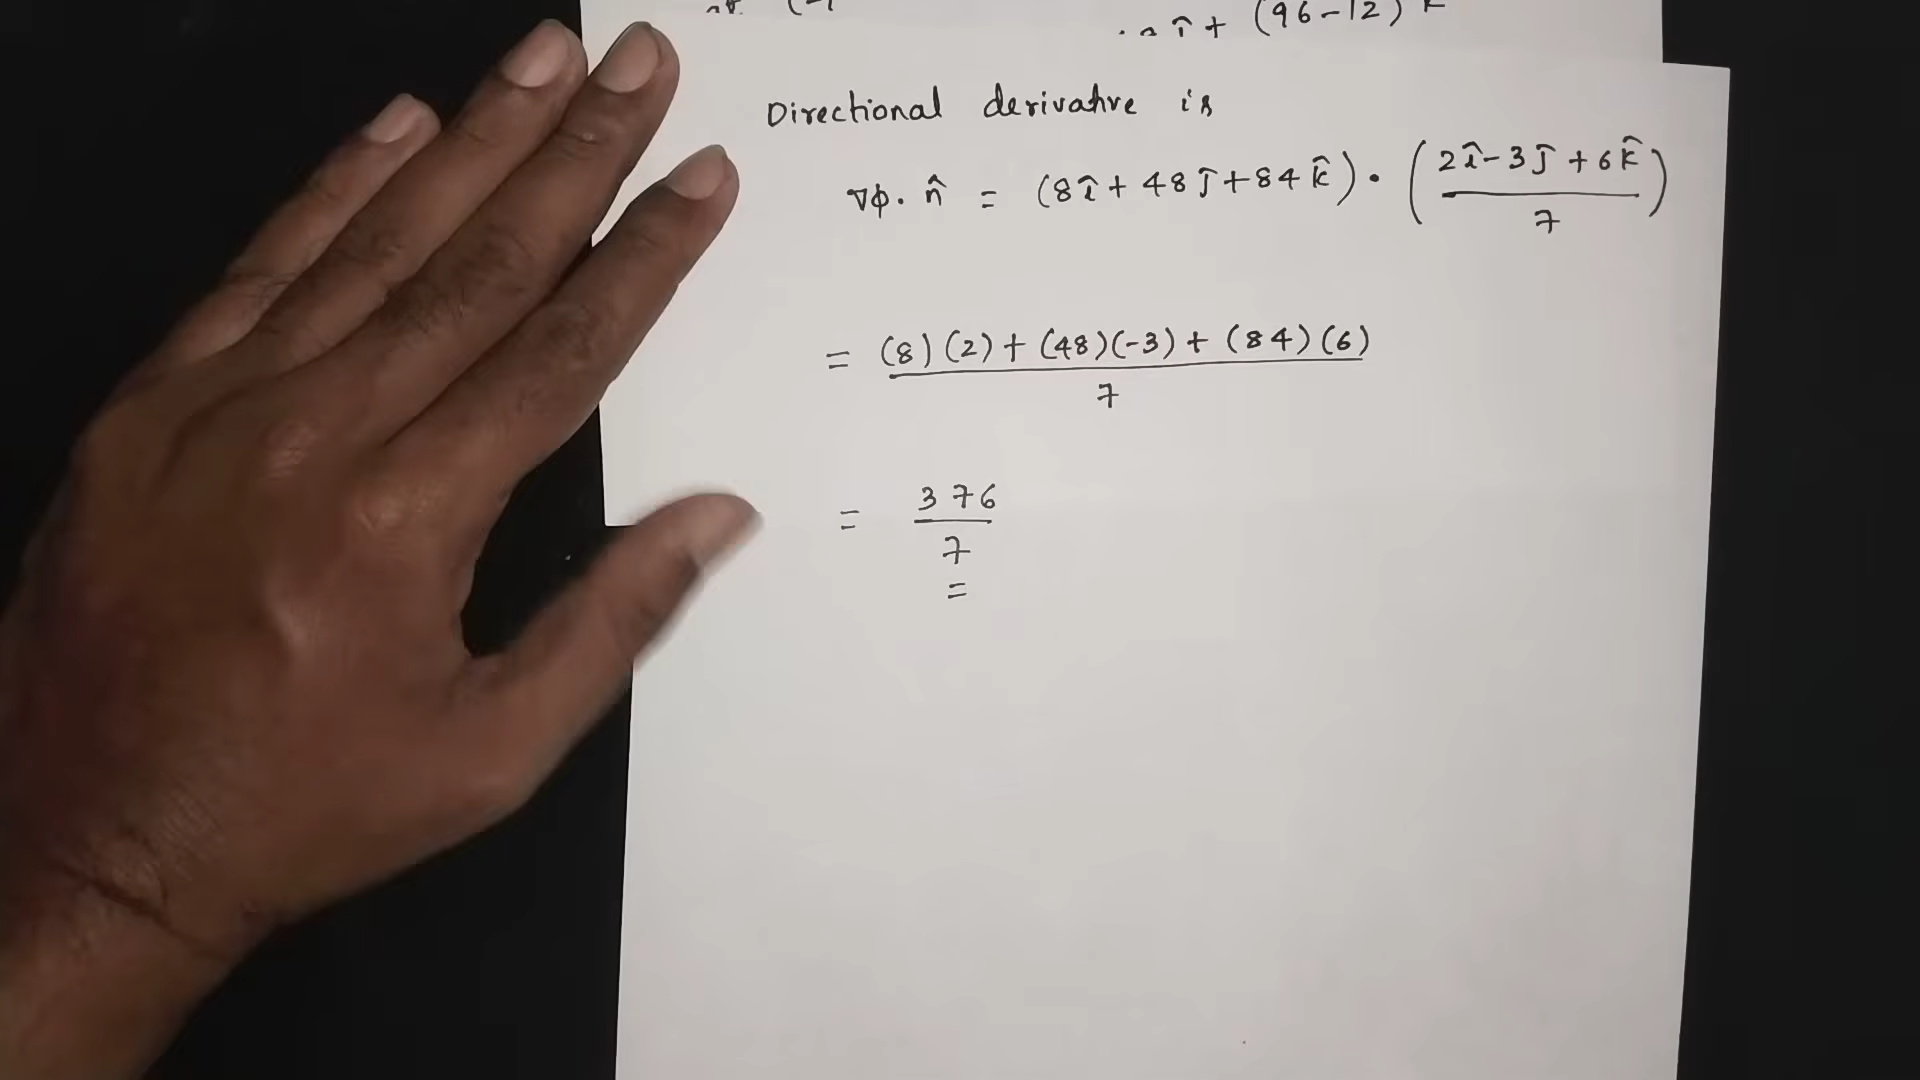 (96-12) k
Directional derivative is
∇ϕ. n̂ = (8î + 48ĵ + 84k̂) · (2î - 3ĵ + 6k̂ / 7)
= (8)(2) + (48)(-3) + (84)(6) / 7
= 376 / 7
=